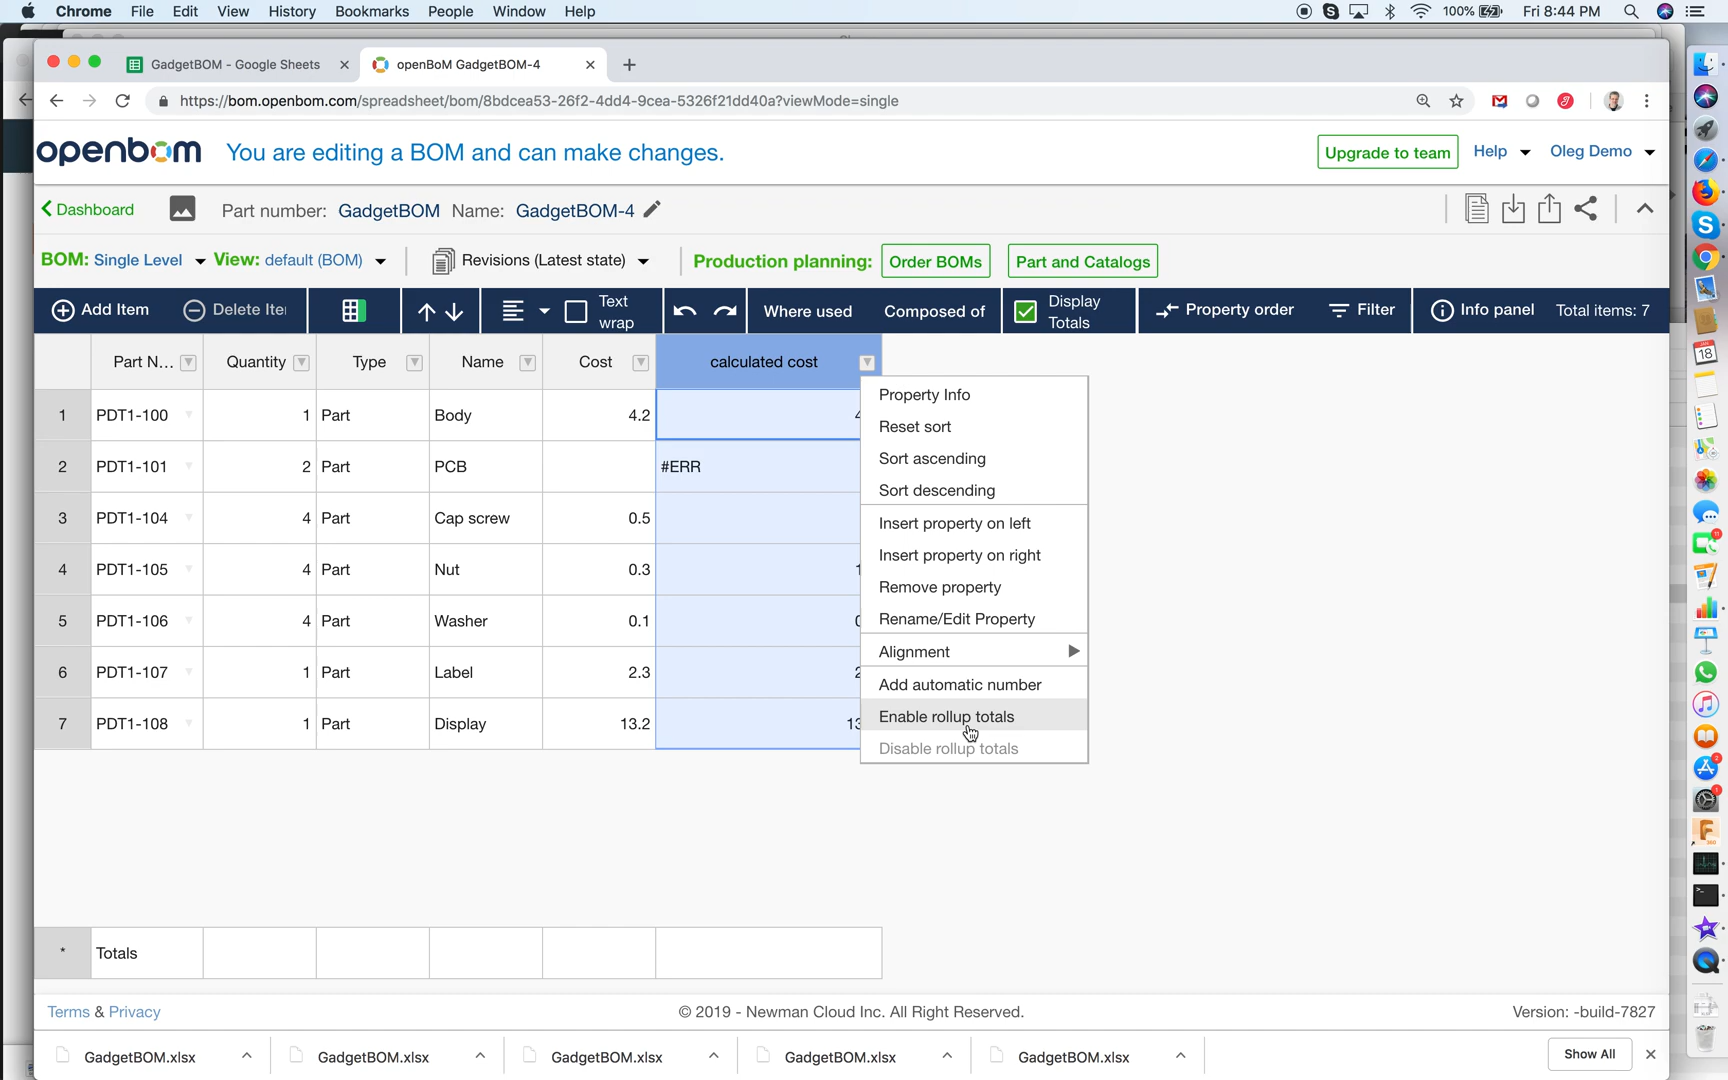 Chrome File Edit View History Bookmarks People Window Help 100% Fri 8:44 PM
GadgetBOM - Google Sheets openBoM GadgetBOM-4
https://bom.openbom.com/spreadsheet/bom/8bdcea53-26f2-4dd4-9cea-5326f21dd40a?viewMode=single
openbom You are editing a BOM and can make changes. Upgrade to team Help Oleg Demo
Dashboard Part number: GadgetBOM Name: GadgetBOM-4
BOM: Single Level View: default (BOM) Revisions (Latest state) Production planning: Order BOMs Part and Catalogs
Add Item Delete Ite Text wrap Where used Composed of Display Totals Property order Filter Info panel Total items: 7
Part N... Quantity Type Name Cost calculated cost
1 PDT1-100 1 Part Body 4.2 4
2 PDT1-101 2 Part PCB #ERR
3 PDT1-104 4 Part Cap screw 0.5
4 PDT1-105 4 Part Nut 0.3 1
5 PDT1-106 4 Part Washer 0.1 0
6 PDT1-107 1 Part Label 2.3 2
7 PDT1-108 1 Part Display 13.2 13
Property Info
Reset sort
Sort ascending
Sort descending
Insert property on left
Insert property on right
Remove property
Rename/Edit Property
Alignment
Add automatic number
Enable rollup totals
Disable rollup totals
* Totals
Terms & Privacy © 2019 - Newman Cloud Inc. All Right Reserved. Version: -build-7827
GadgetBOM.xlsx GadgetBOM.xlsx GadgetBOM.xlsx GadgetBOM.xlsx GadgetBOM.xlsx Show All